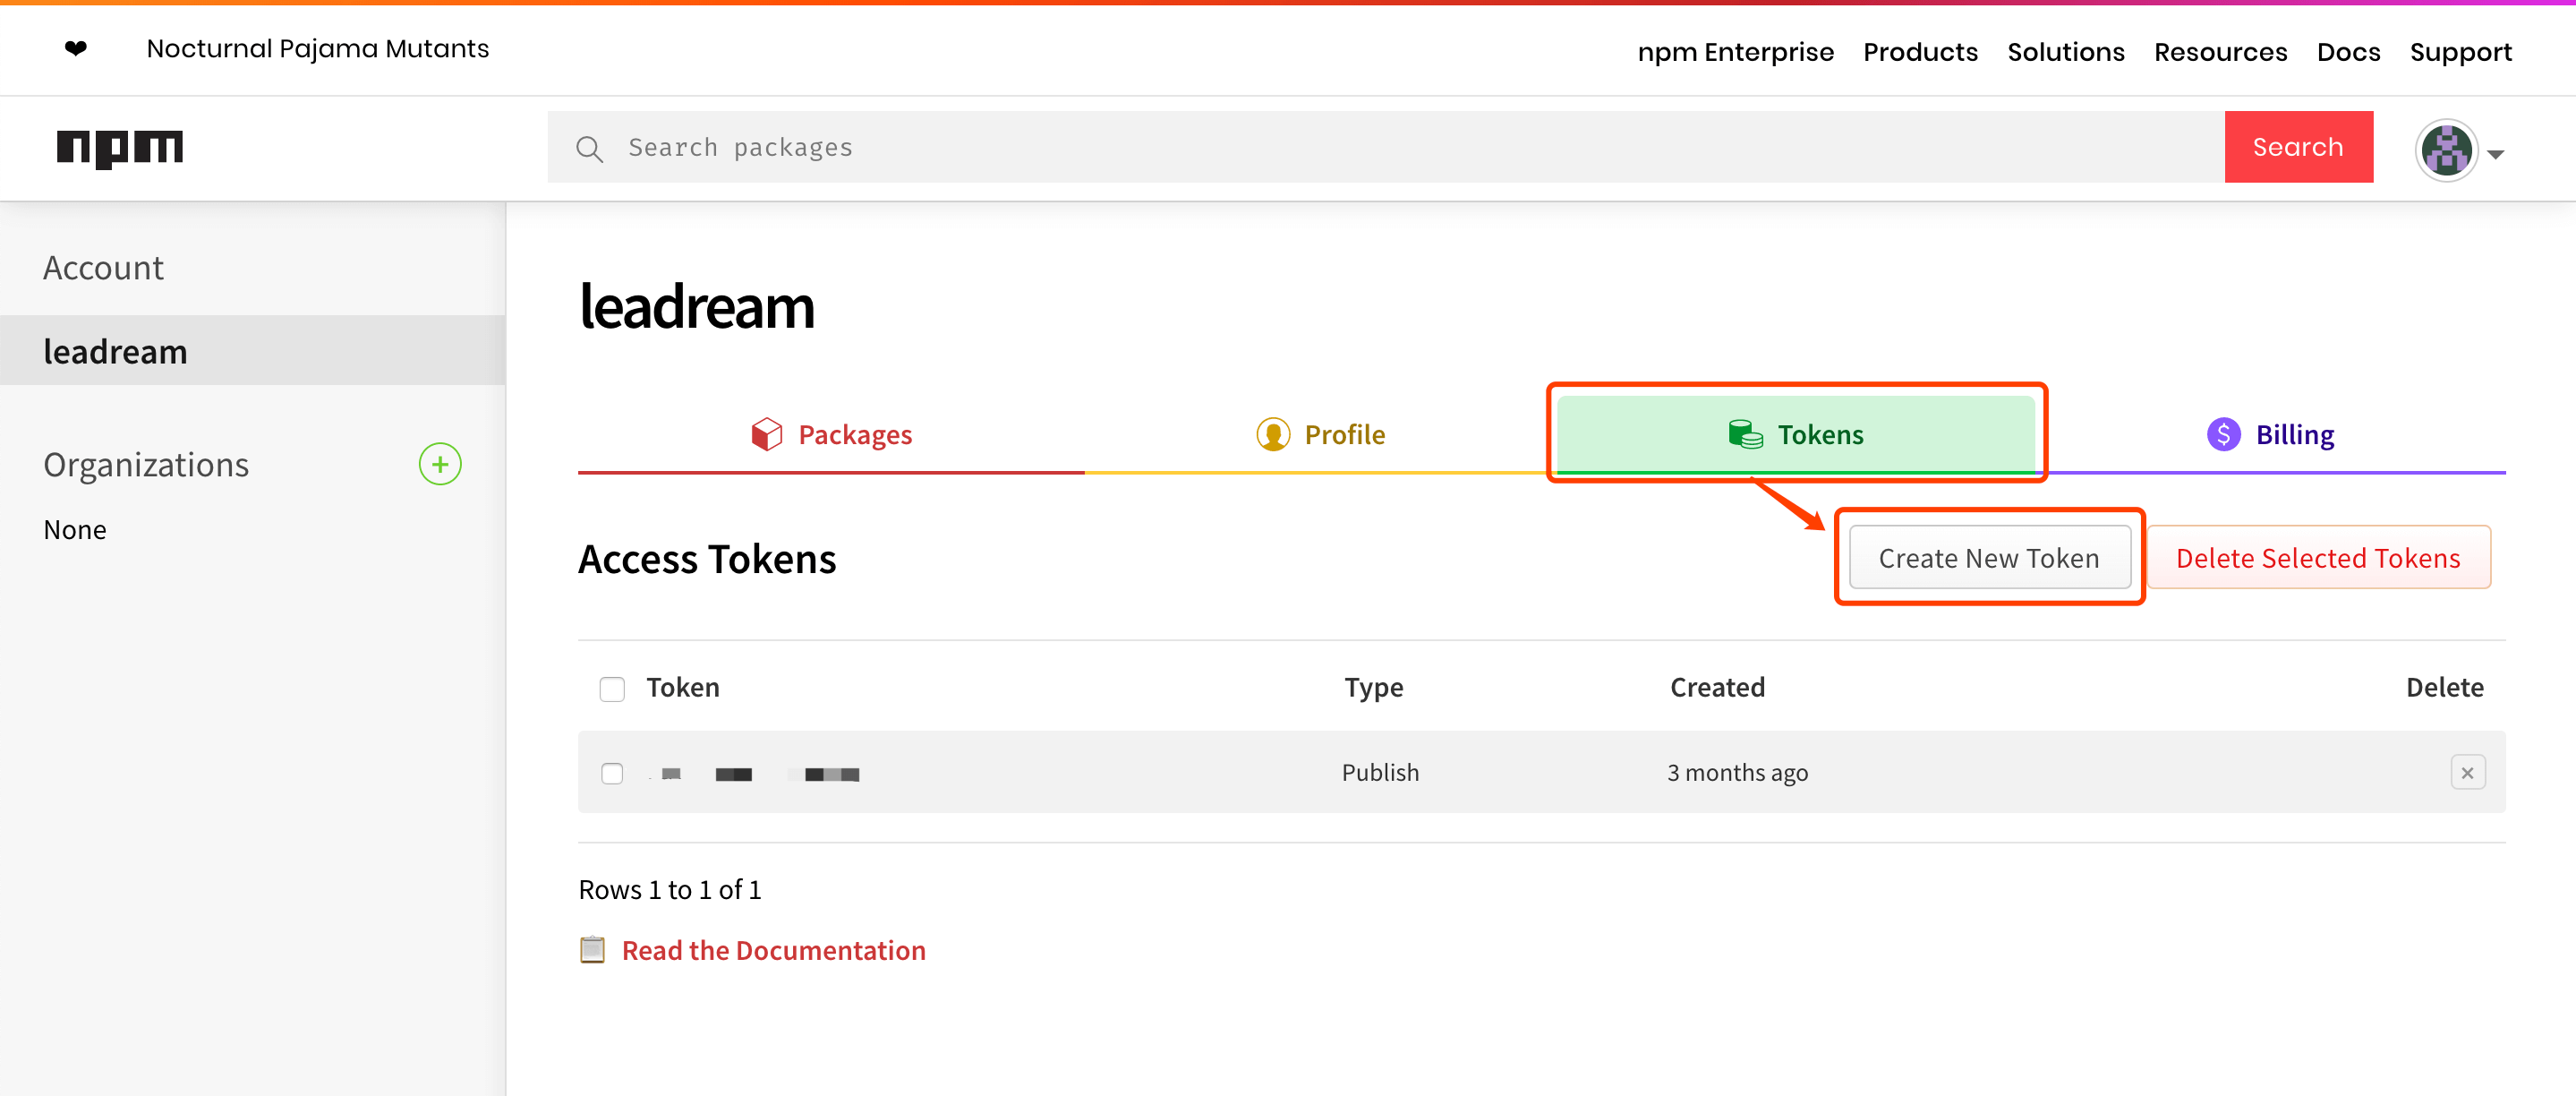 ❤ Nocturnal Pajama Mutants
npm Enterprise Products Solutions Resources Docs Support
npm
Search packages
Search
Account
leadream
Organizations
None
leadream
Packages
Profile
Tokens
Billing
Access Tokens
Create New Token
Delete Selected Tokens
Token Type Created Delete
Publish 3 months ago ×
Rows 1 to 1 of 1
Read the Documentation